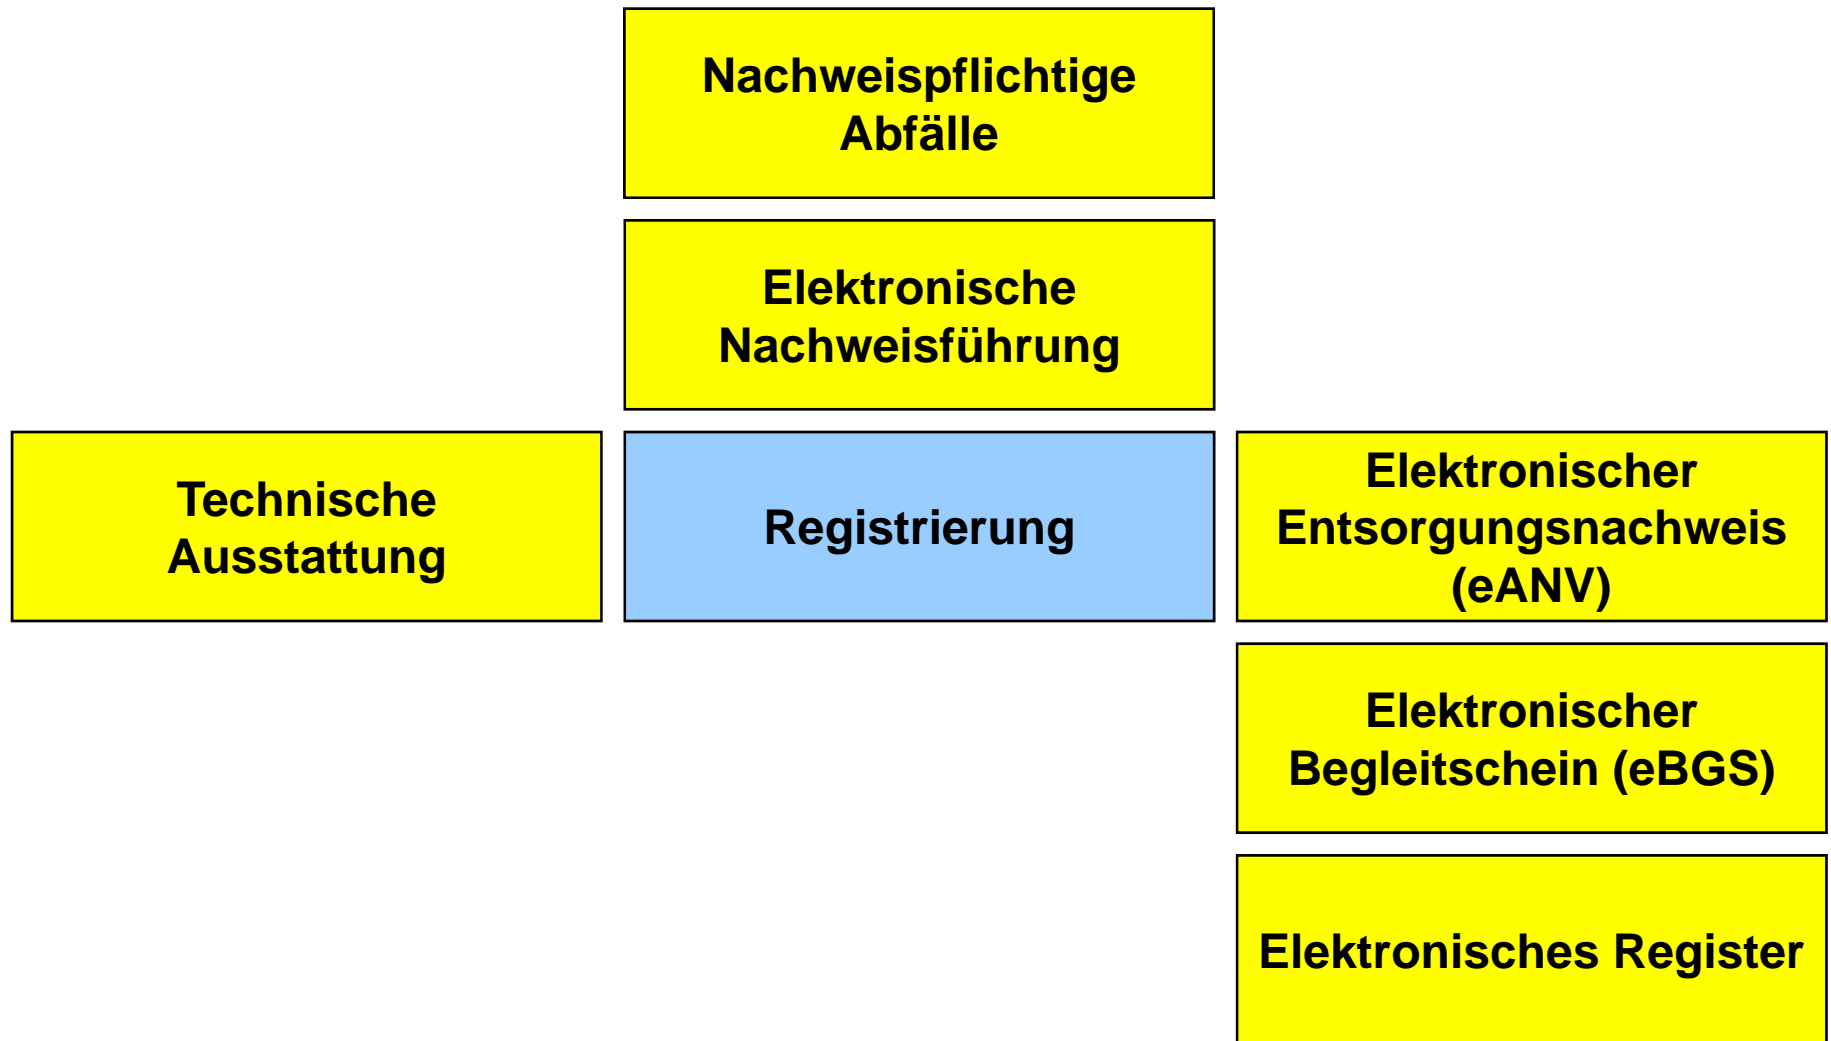 Nachweispflichtige
Abfälle
Elektronische
Nachweisführung
Technische
Ausstattung
Registrierung
Elektronischer
Entsorgungsnachweis
(eANV)
Elektronischer
Begleitschein (eBGS)
Elektronisches Register